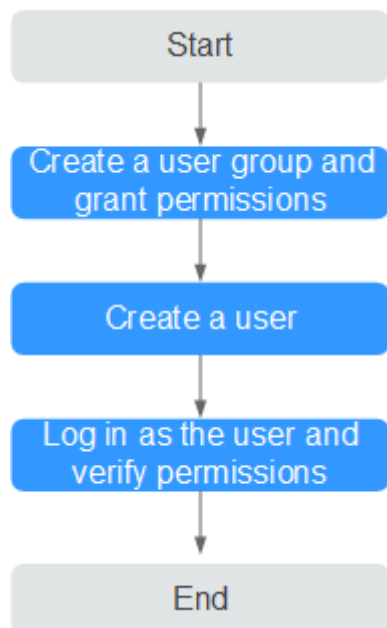 Start
Create a user group and
grant permissions
Create a user
Log in as the user and
verify permissions
End